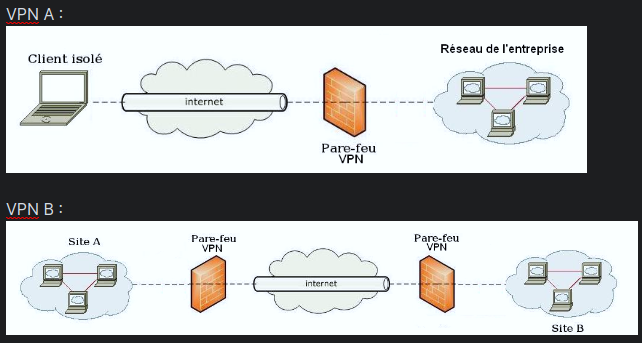 VPN A :
Client isolé
internet
Pare-feu
VPN
Réseau de l'entreprise
VPN B :
Site A
Pare-feu
VPN
internet
Pare-feu
VPN
Site B